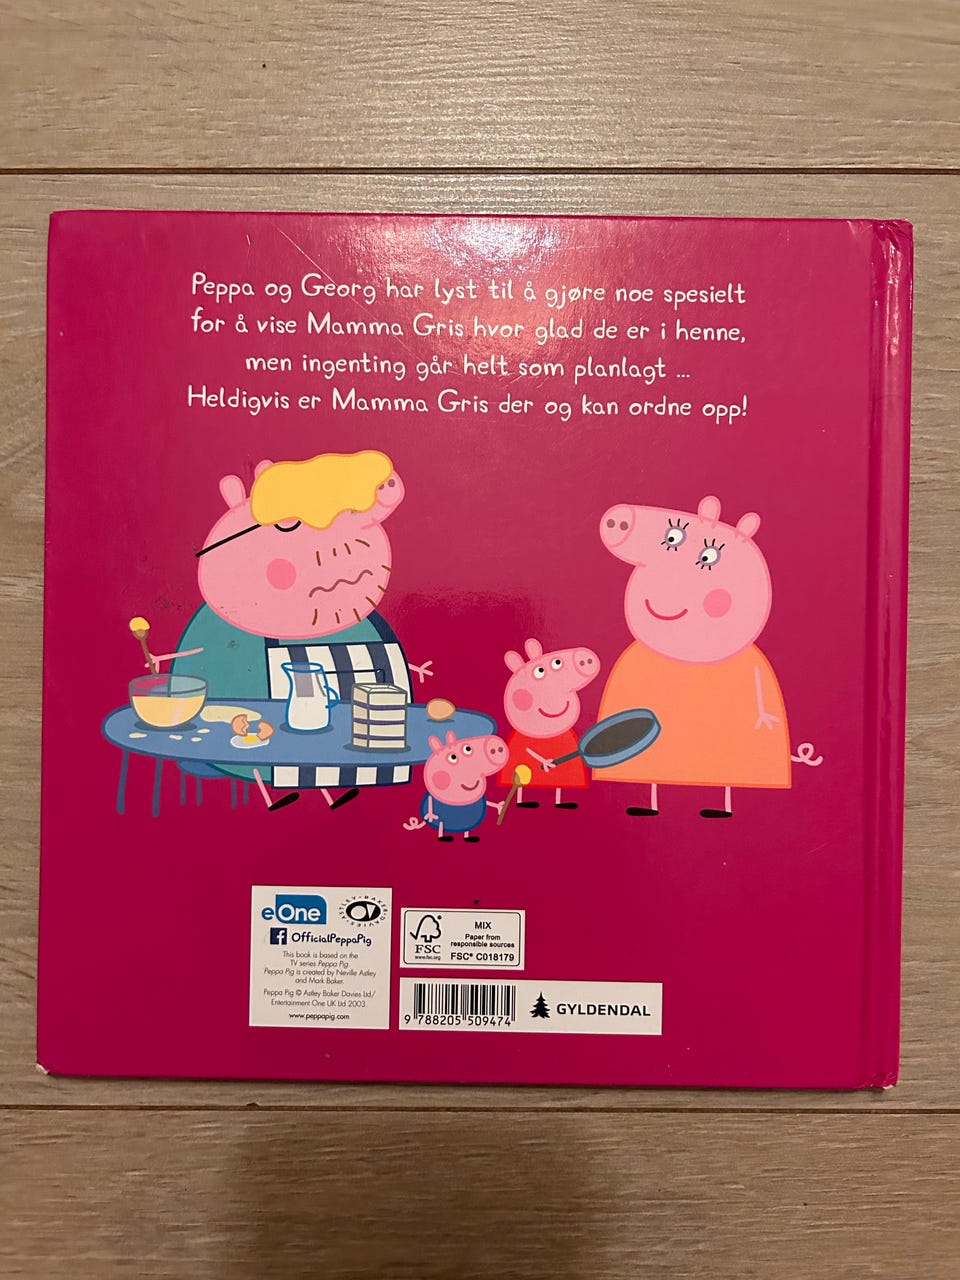 Peppa og Georg har lyst til å gjøre noe spesielt
for å vise Mamma Gris hvor glad de er i henne,
men ingenting går helt som planlagt ...
Heldigvis er Mamma Gris der og kan ordne opp!
eOne
ASTLEY·BAKER·DAVIES·
OfficialPeppaPig
This book is based on the
TV series Peppa Pig.
Peppa Pig is created by Neville Astley
and Mark Baker.
Peppa Pig © Astley Baker Davies Ltd/
Entertainment One UK Ltd 2003.
www.peppapig.com
FSC
www.fsc.org
MIX
Paper from
responsible sources
FSC® C018179
9 788205 509474
GYLDENDAL